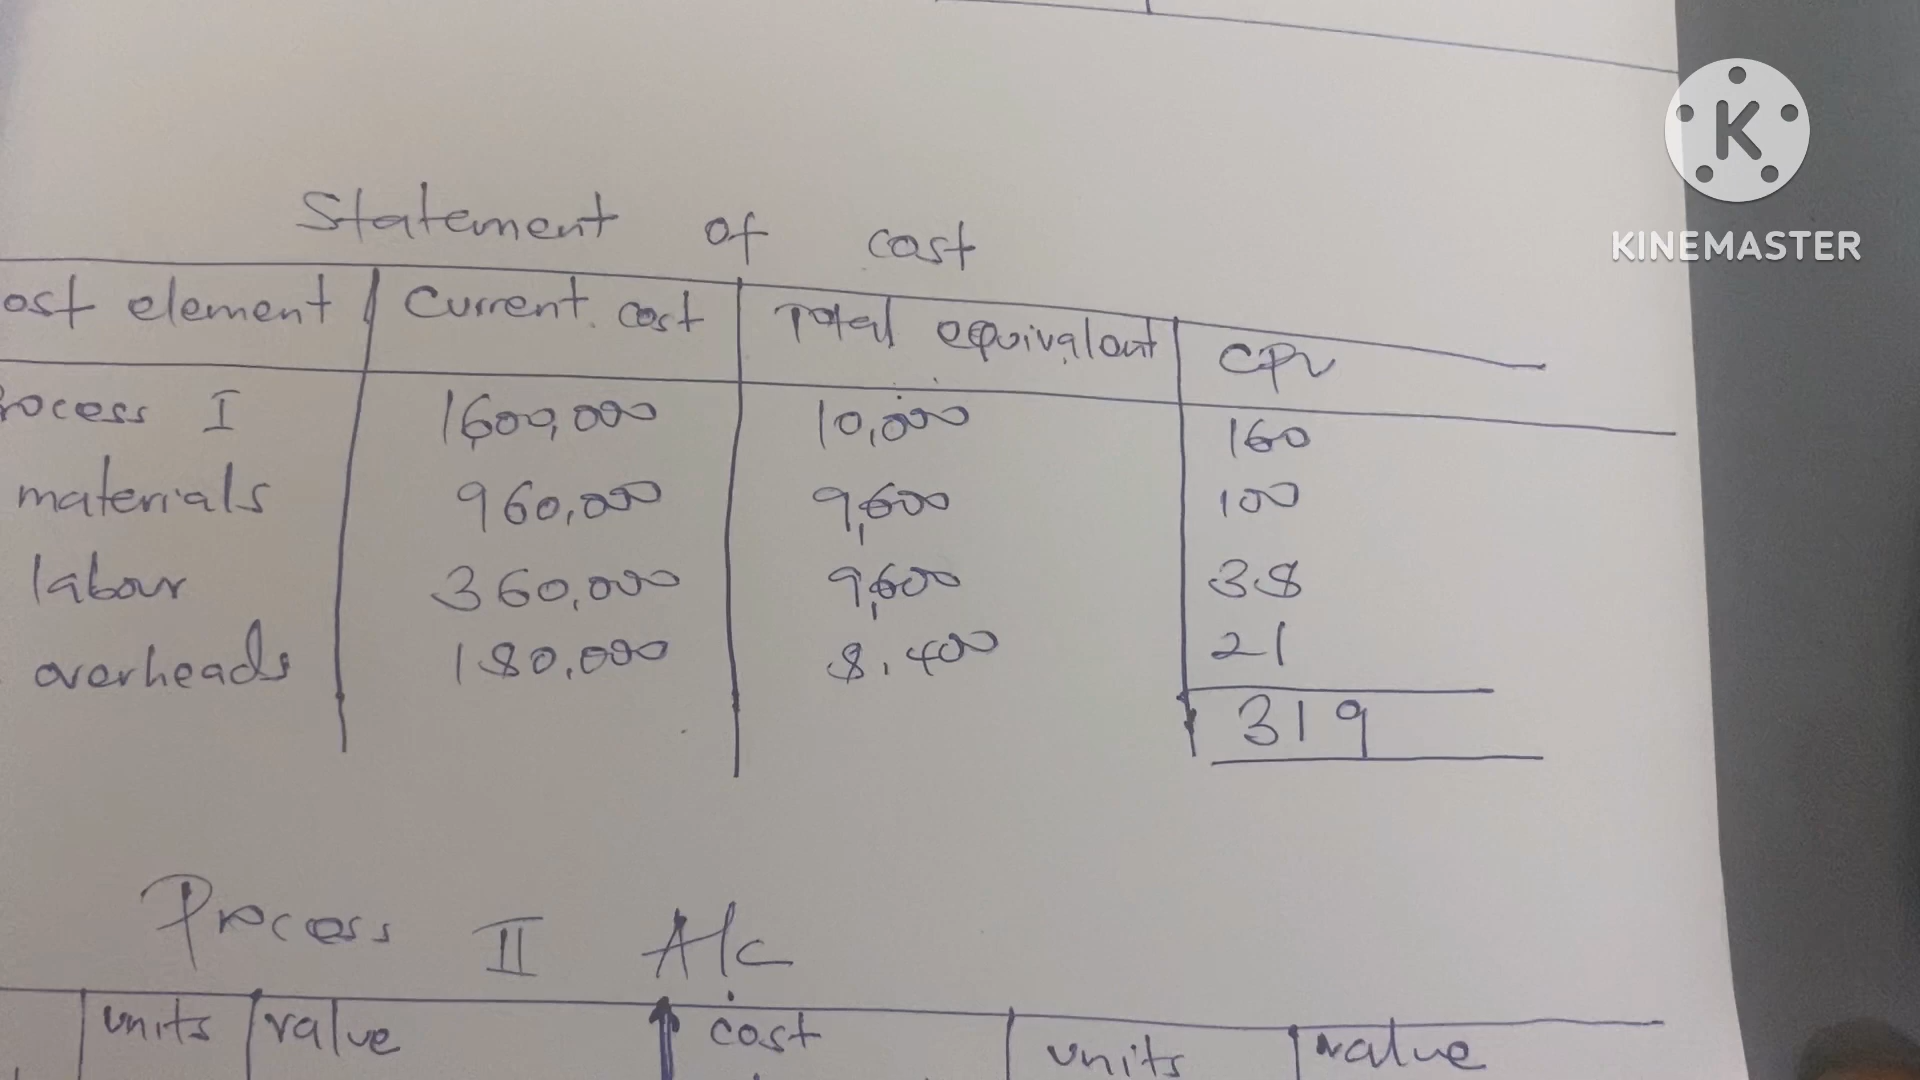 K
KINEMASTER
Statement of cost
ost element Current cost Total equivalent CPU
rocess I 1600,000 10,000 160
materials 960,000 9,600 100
labour 360,000 9,600 38
overheads 180,000 8.400 21
319
Process II A/c
units value cost units value